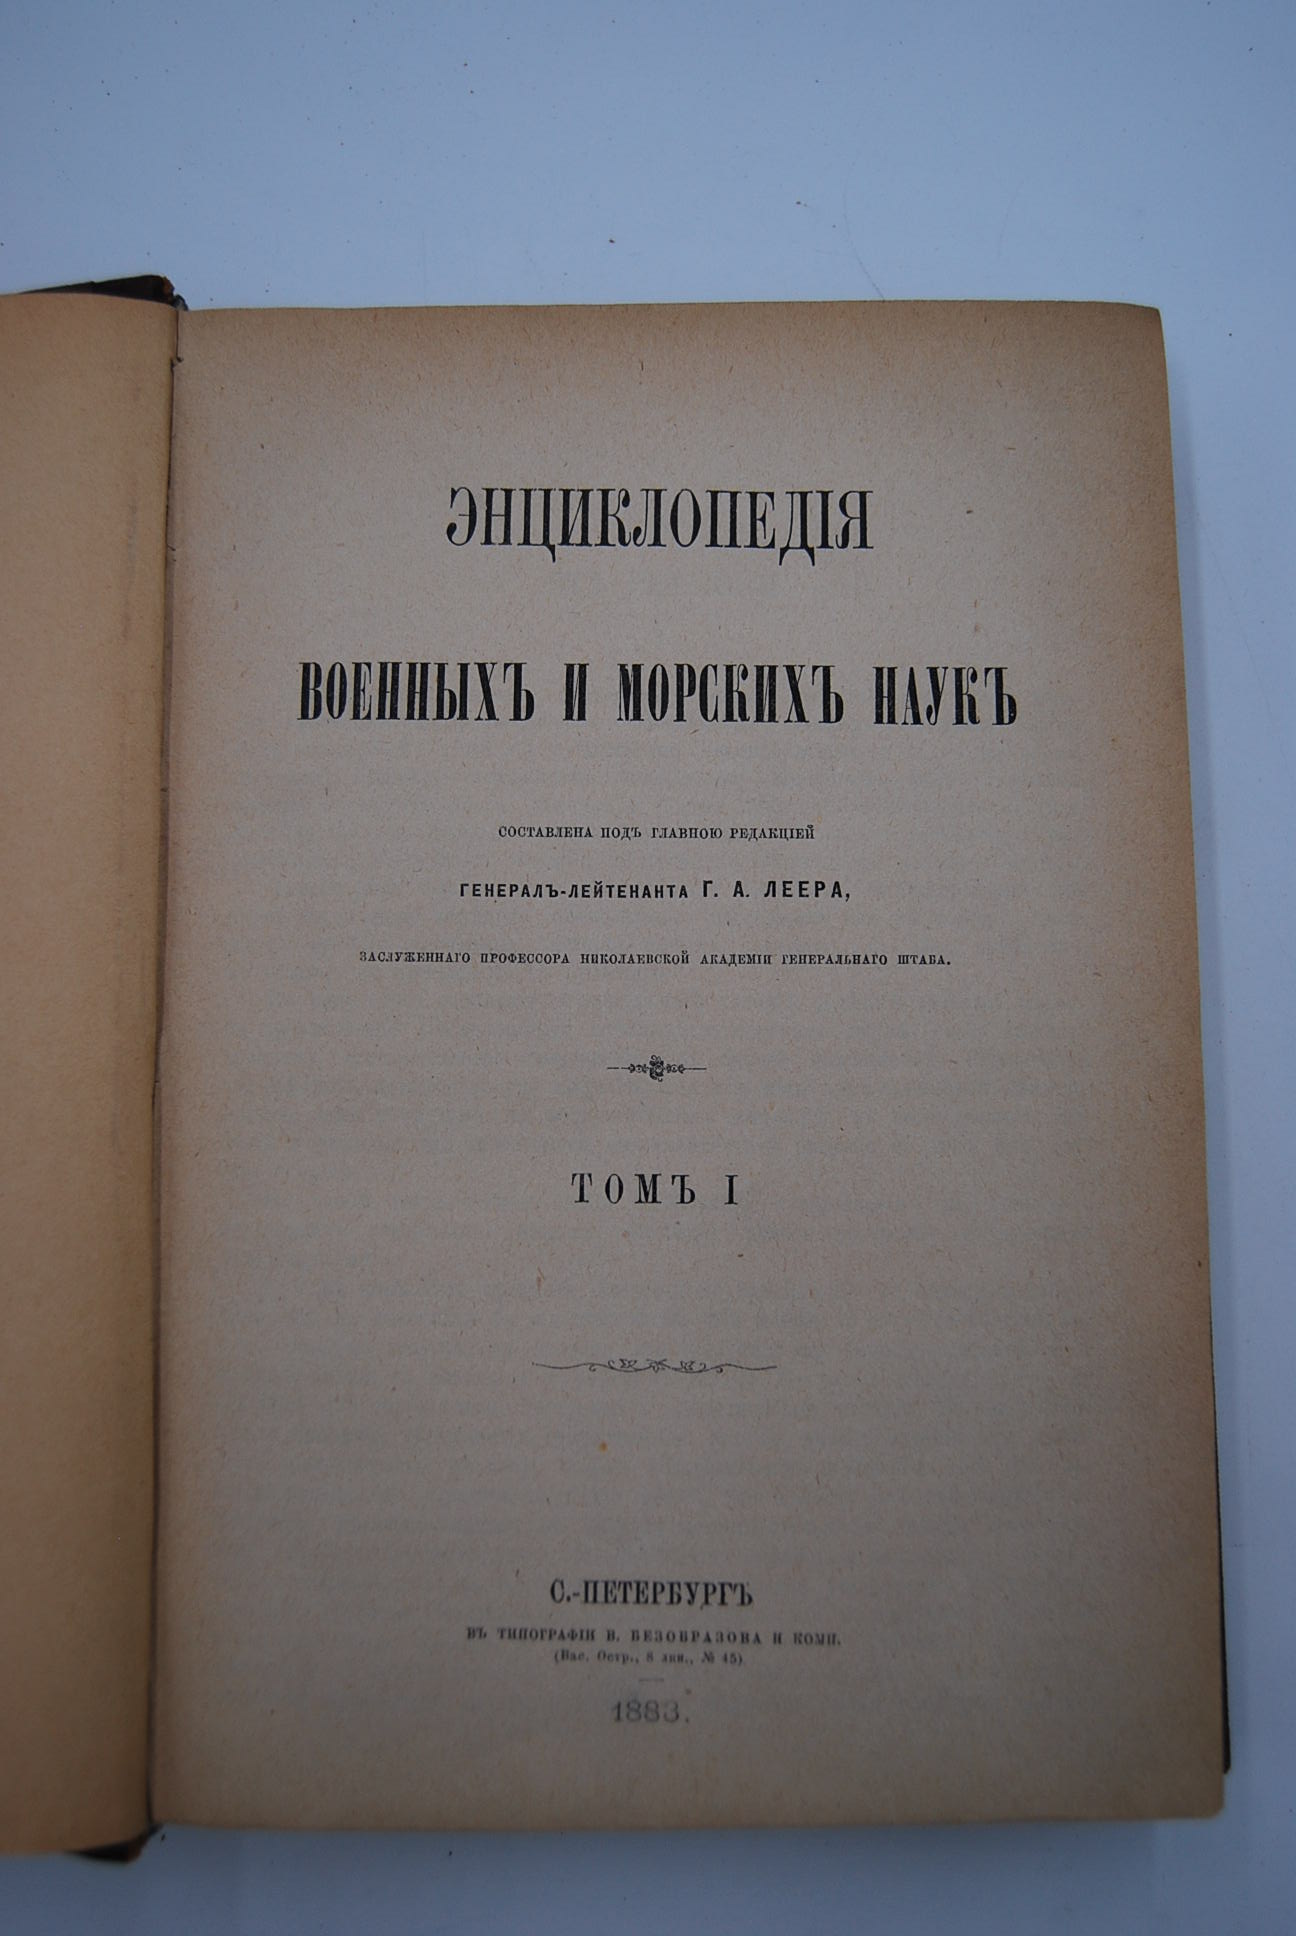 ЭНЦИКЛОПЕДІЯ
ВОЕННЫХЪ И МОРСКИХЪ НАУКЪ
СОСТАВЛЕНА ПОДЪ ГЛАВНОЮ РЕДАКЦІЕЙ
ГЕНЕРАЛЪ-ЛЕЙТЕНАНТА Г. А. ЛЕЕРА,
ЗАСЛУЖЕННАГО ПРОФЕССОРА НИКОЛАЕВСКОЙ АКАДЕМІИ ГЕНЕРАЛЬНАГО ШТАБА.
ТОМЪ I
С.-ПЕТЕРБУРГЪ
ВЪ ТИПОГРАФІИ В. БЕЗОБРАЗОВА И КОМП.
(Вас. Остр., 8 лин., № 45)
1883.